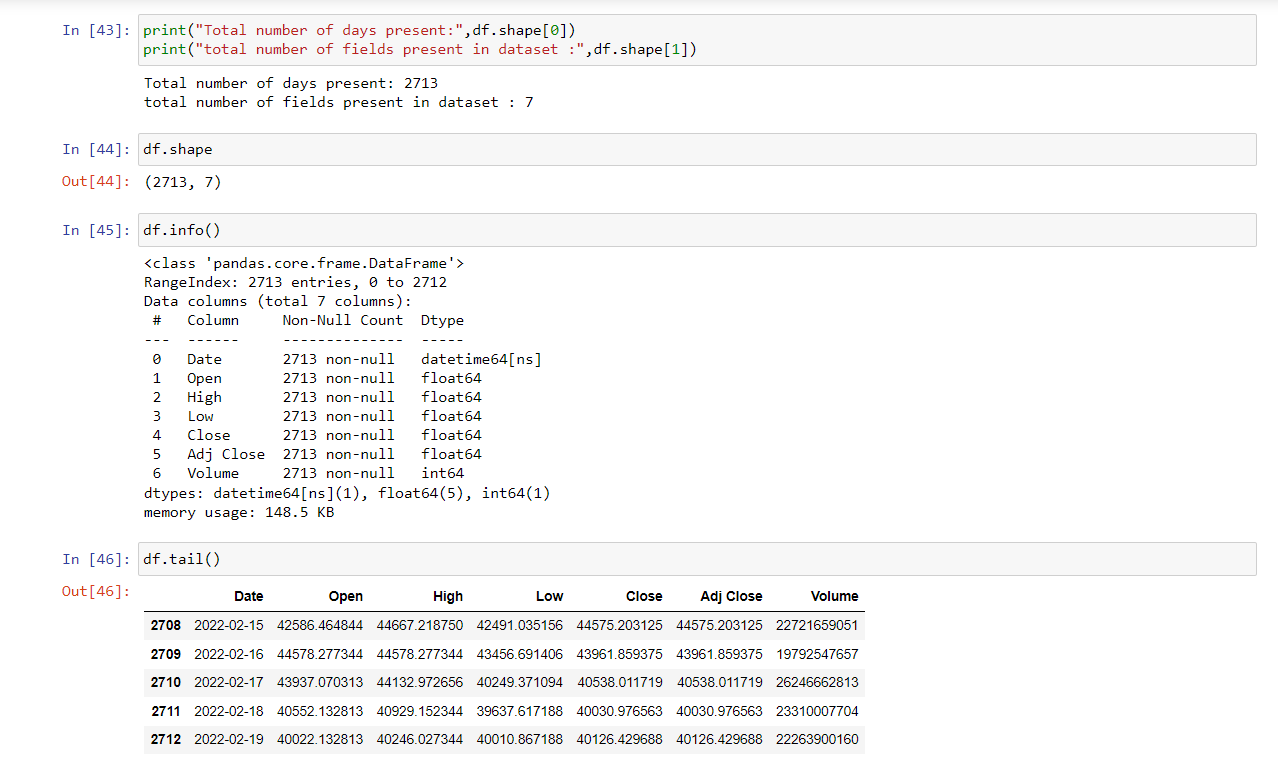 In [43]: print("Total number of days present:",df.shape[0])
print("total number of fields present in dataset :",df.shape[1])
Total number of days present: 2713
total number of fields present in dataset : 7
In [44]: df.shape
Out[44]: (2713, 7)
In [45]: df.info()
<class 'pandas.core.frame.DataFrame'>
RangeIndex: 2713 entries, 0 to 2712
Data columns (total 7 columns):
 #   Column     Non-Null Count  Dtype
---  ------     --------------  -----
 0   Date       2713 non-null   datetime64[ns]
 1   Open       2713 non-null   float64
 2   High       2713 non-null   float64
 3   Low        2713 non-null   float64
 4   Close      2713 non-null   float64
 5   Adj Close  2713 non-null   float64
 6   Volume     2713 non-null   int64
dtypes: datetime64[ns](1), float64(5), int64(1)
memory usage: 148.5 KB
In [46]: df.tail()
Out[46]:
Date Open High Low Close Adj Close Volume
2708 2022-02-15 42586.464844 44667.218750 42491.035156 44575.203125 44575.203125 22721659051
2709 2022-02-16 44578.277344 44578.277344 43456.691406 43961.859375 43961.859375 19792547657
2710 2022-02-17 43937.070313 44132.972656 40249.371094 40538.011719 40538.011719 26246662813
2711 2022-02-18 40552.132813 40929.152344 39637.617188 40030.976563 40030.976563 23310007704
2712 2022-02-19 40022.132813 40246.027344 40010.867188 40126.429688 40126.429688 22263900160